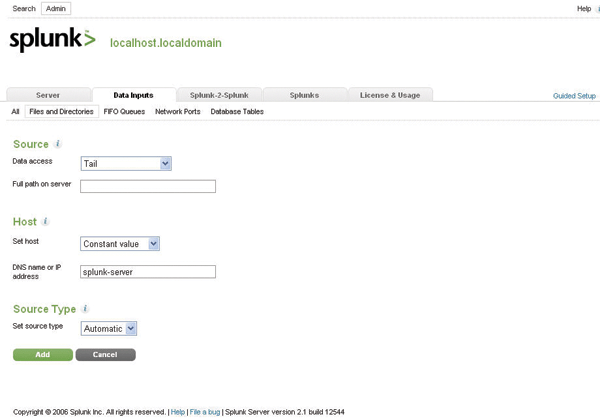 Search Admin Help
splunk> localhost.localdomain
Server Data Inputs Splunk-2-Splunk Splunks License & Usage Guided Setup
All Files and Directories FIFO Queues Network Ports Database Tables
Source i
Data access Tail
Full path on server
Host i
Set host Constant value
DNS name or IP
address splunk-server
Source Type i
Set source type Automatic
Add Cancel
Copyright © 2006 Splunk Inc. All rights reserved. | Help | File a bug | Splunk Server version 2.1 build 12544